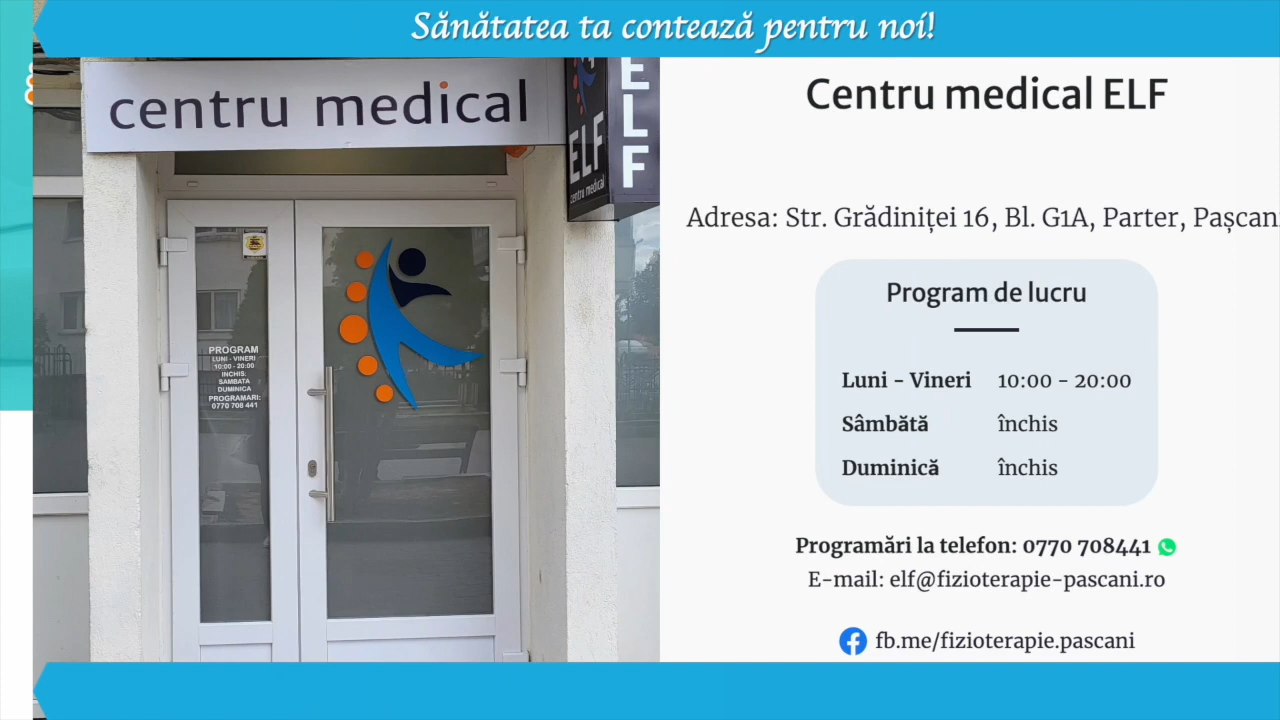 Sănătatea ta contează pentru noi!
centru medical
ELF
centru medical
ELF
PROGRAM
LUNI - VINERI
10:00 - 20:00
INCHIS:
SAMBATA
DUMINICA
PROGRAMARI:
0770 708 441
Centru medical ELF
Adresa: Str. Grădiniței 16, Bl. G1A, Parter, Pașcani
Program de lucru
Luni - Vineri 10:00 - 20:00
Sâmbătă închis
Duminică închis
Programări la telefon: 0770 708441
E-mail: elf@fizioterapie-pascani.ro
fb.me/fizioterapie.pascani